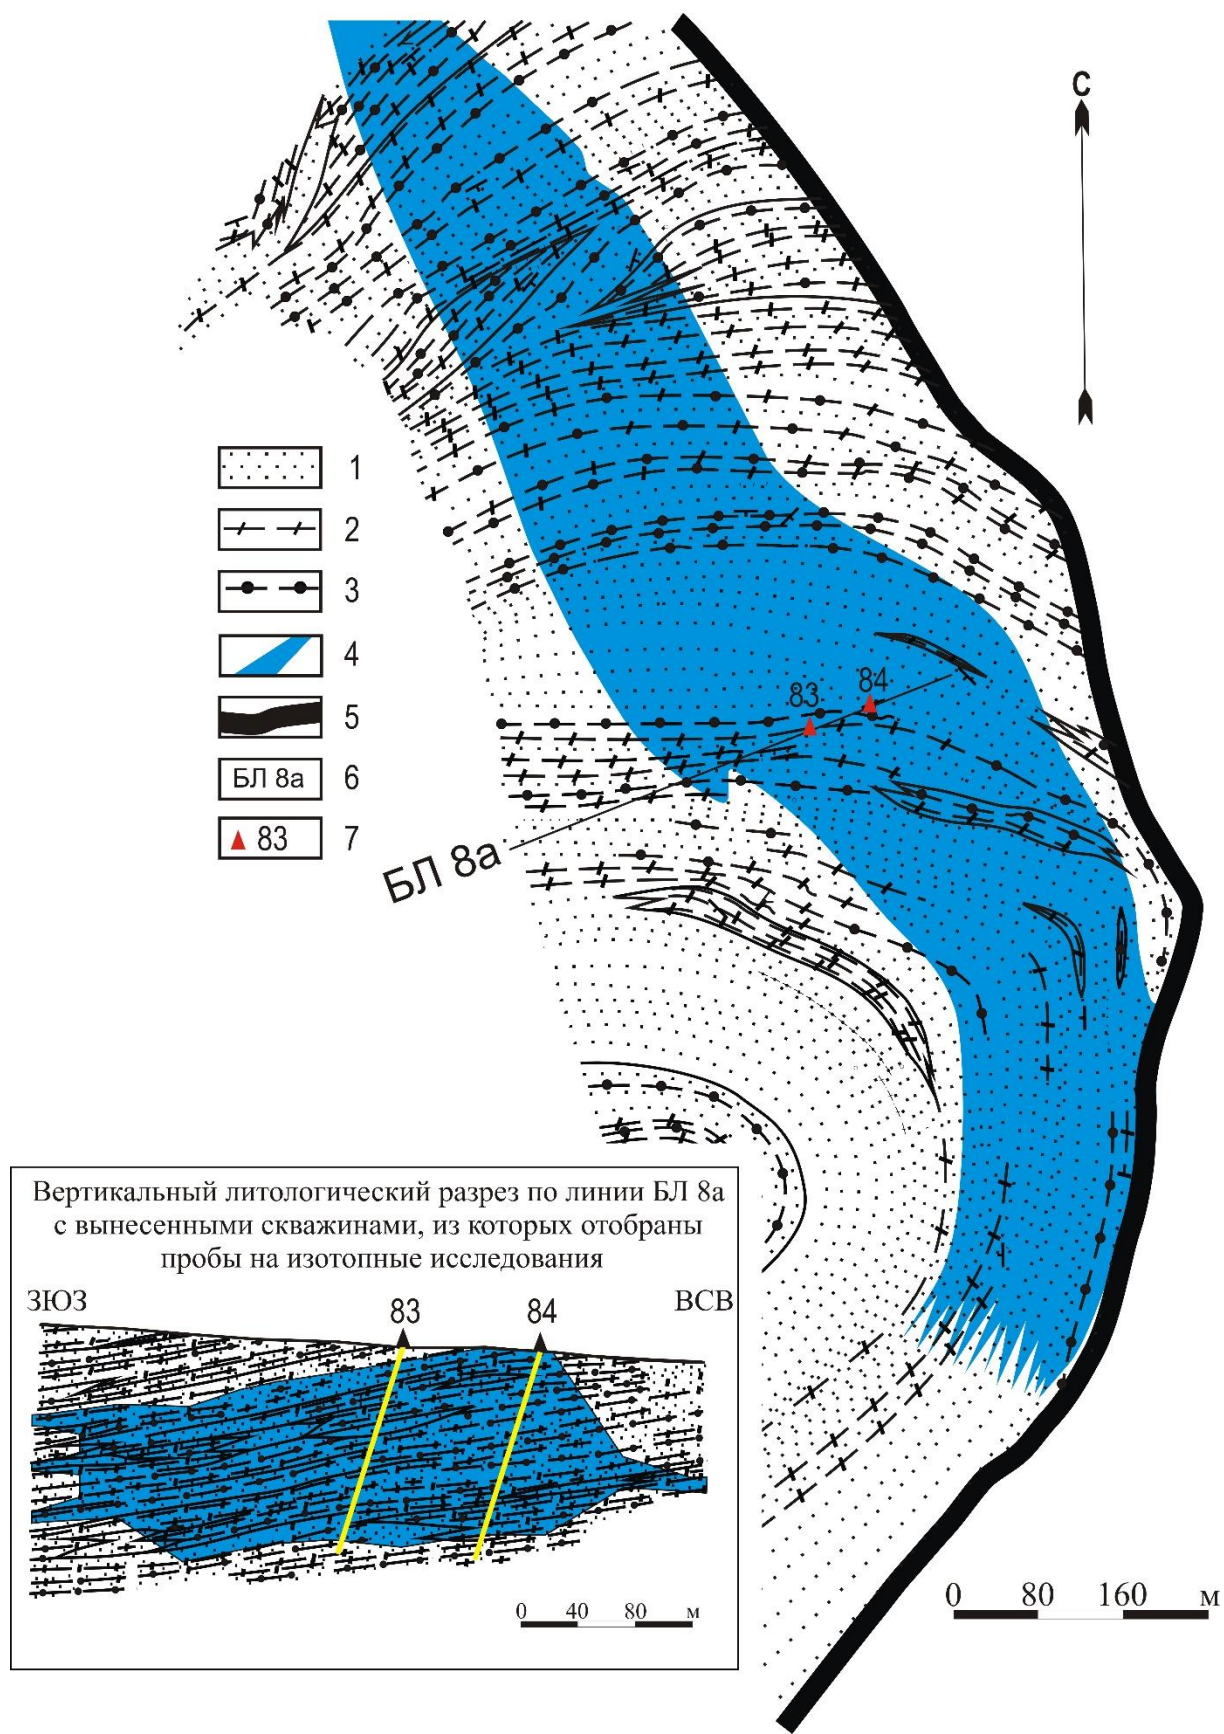 С
1
2
3
4
5
БЛ 8а 6
83 7
83
84
БЛ 8а
Вертикальный литологический разрез по линии БЛ 8а
с вынесенными скважинами, из которых отобраны
пробы на изотопные исследования
ЗЮЗ
83
84
ВСВ
0 40 80 м
0 80 160 м